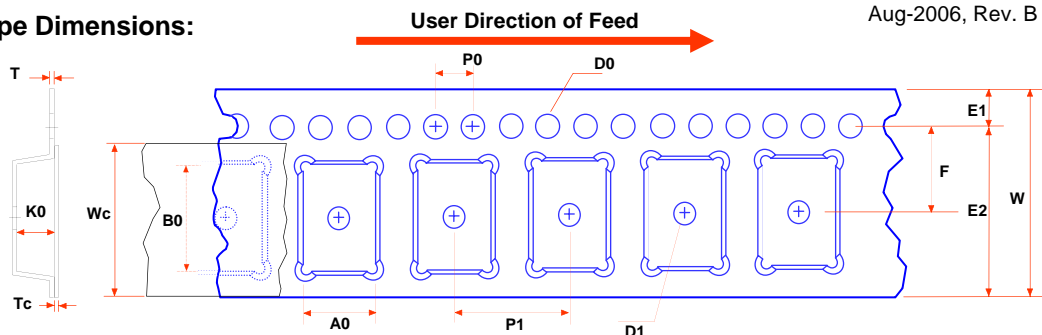 Aug-2006, Rev. B
pe Dimensions:
User Direction of Feed
T
P0
D0
E1
F
W
K0
Wc
B0
E2
Tc
A0
P1
D1